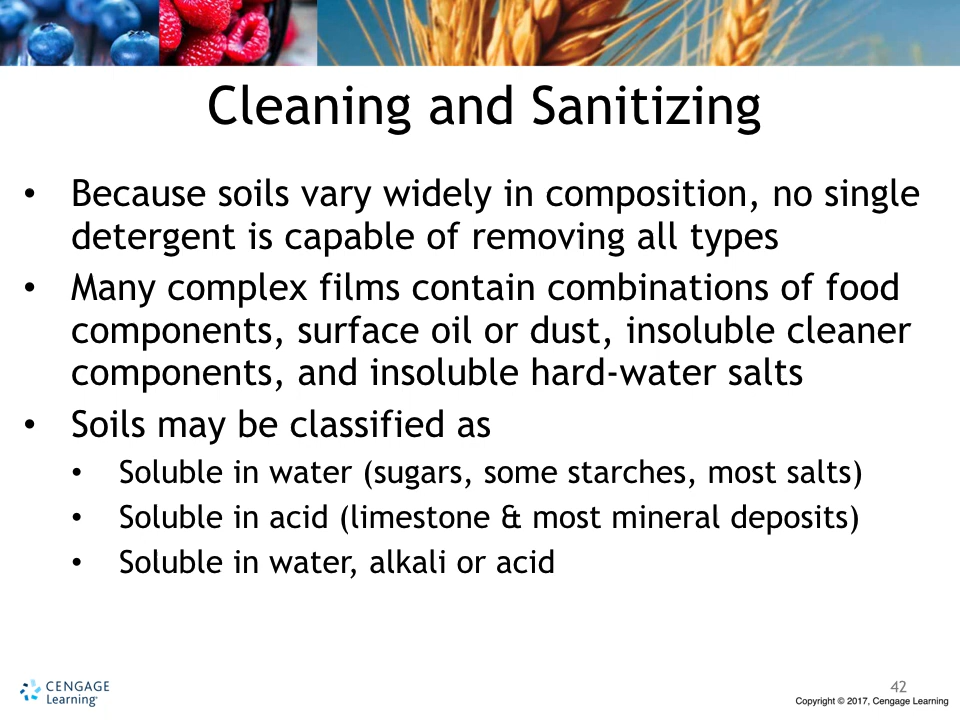 Cleaning and Sanitizing
• Because soils vary widely in composition, no single
detergent is capable of removing all types
• Many complex films contain combinations of food
components, surface oil or dust, insoluble cleaner
components, and insoluble hard-water salts
• Soils may be classified as
• Soluble in water (sugars, some starches, most salts)
• Soluble in acid (limestone & most mineral deposits)
• Soluble in water, alkali or acid
CENGAGE
Learning
42
Copyright © 2017, Cengage Learning